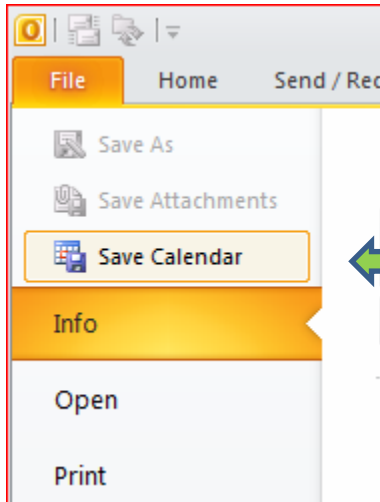 File Home Send / Rec
Save As
Save Attachments
Save Calendar
Info
Open
Print